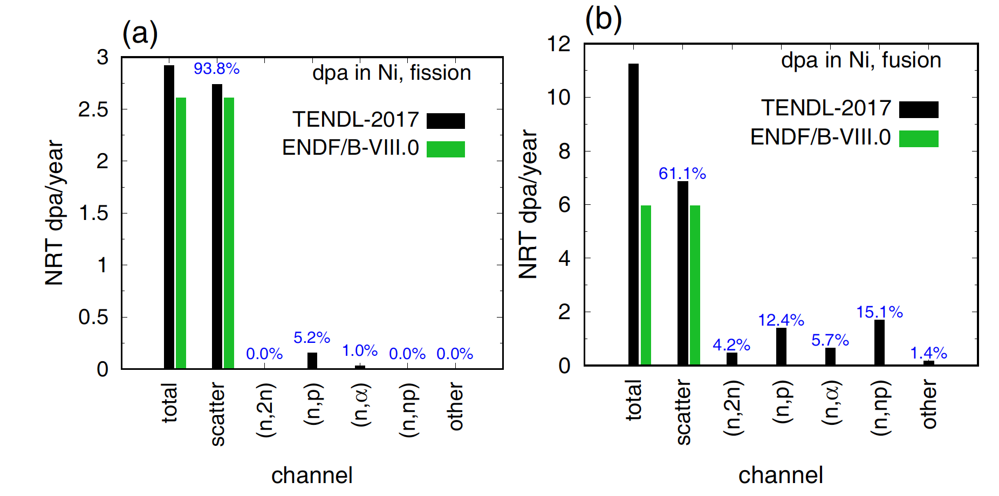 (a)
dpa in Ni, fission
TENDL-2017
ENDF/B-VIII.0
NRT dpa/year
3
2.5
2
1.5
1
0.5
0
93.8%
0.0%
5.2%
1.0%
0.0%
0.0%
total
scatter
(n,2n)
(n,p)
(n,α)
(n,np)
other
channel
(b)
dpa in Ni, fusion
TENDL-2017
ENDF/B-VIII.0
NRT dpa/year
12
10
8
6
4
2
0
61.1%
4.2%
12.4%
5.7%
15.1%
1.4%
total
scatter
(n,2n)
(n,p)
(n,α)
(n,np)
other
channel